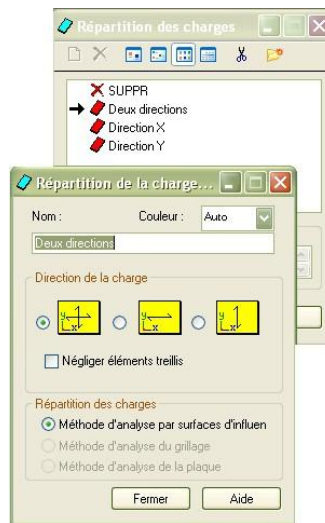 Répartition des charges
SUPPR
Deux directions
Direction X
Direction Y
Répartition de la charge...
Nom :
Couleur :
Auto
Deux directions
Direction de la charge
y
x
y
x
y
x
Négliger éléments treillis
Répartition des charges
Méthode d'analyse par surfaces d'influen
Méthode d'analyse du grillage
Méthode d'analyse de la plaque
Fermer
Aide